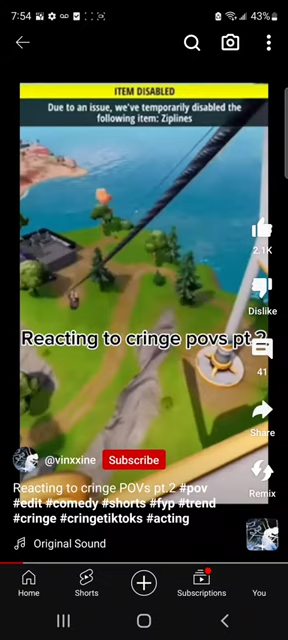 7:54
43%
ITEM DISABLED
Due to an issue, we've temporarily disabled the
following item: Ziplines
2.1K
Dislike
Reacting to cringe povs pt 2
41
Share
@vinxxine
Subscribe
Remix
Reacting to cringe POVs pt.2 #pov
#edit #comedy #shorts #fyp #trend
#cringe #cringetiktoks #acting
Original Sound
Home
Shorts
Subscriptions
You